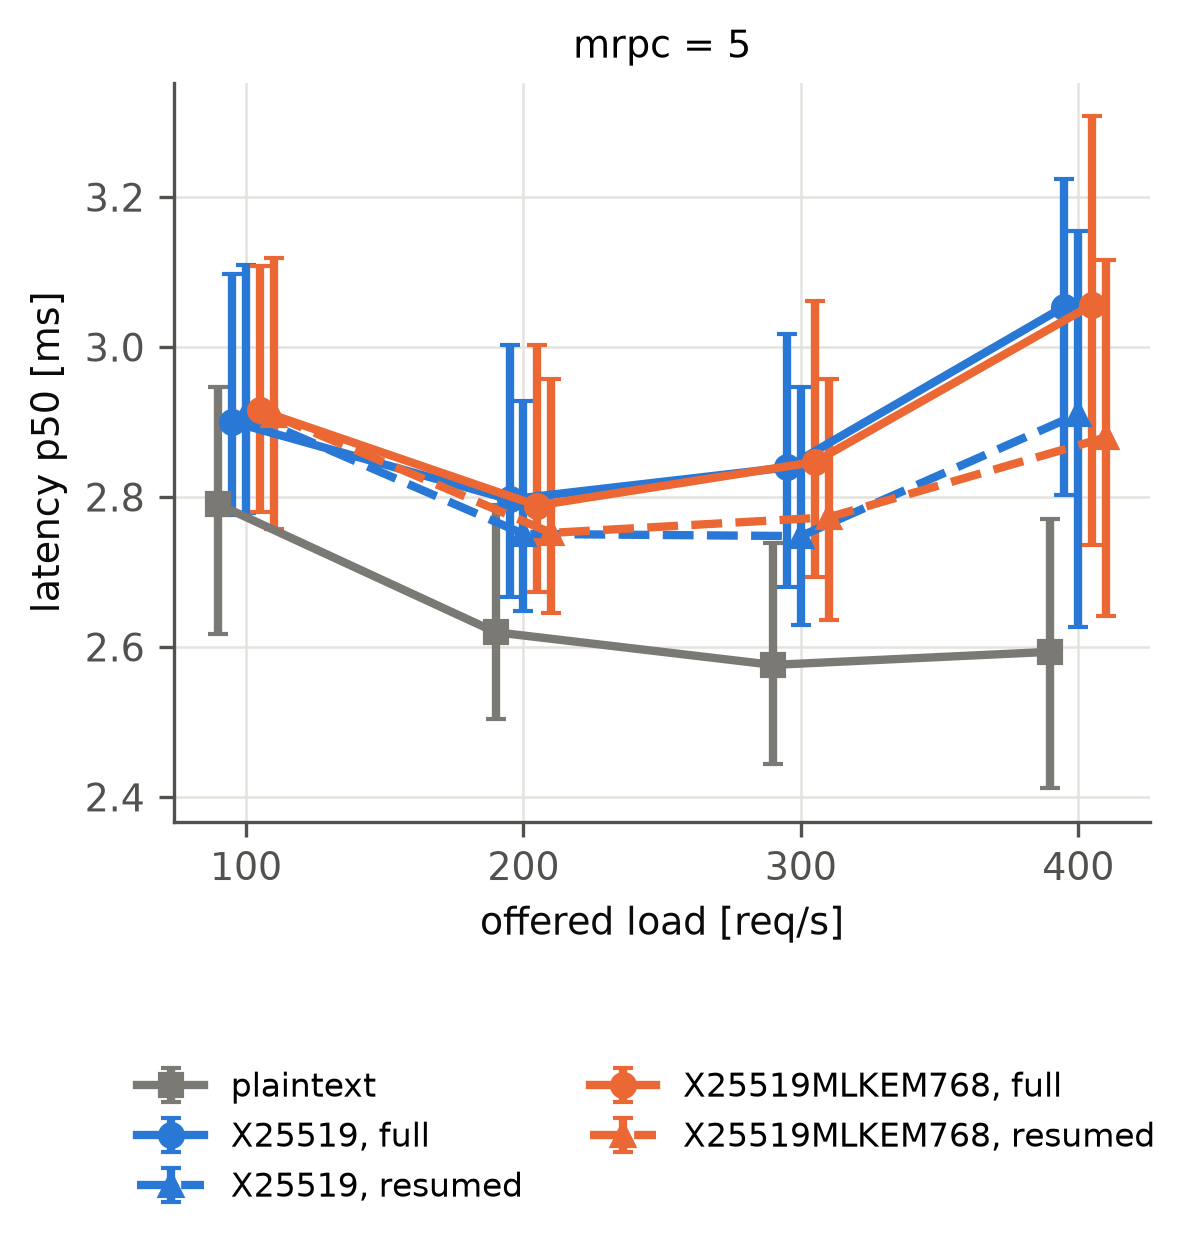 mrpc = 5
latency p50 [ms]
3.2
3.0
2.8
2.6
2.4
100 200 300 400
offered load [req/s]
plaintext
X25519, full
X25519, resumed
X25519MLKEM768, full
X25519MLKEM768, resumed